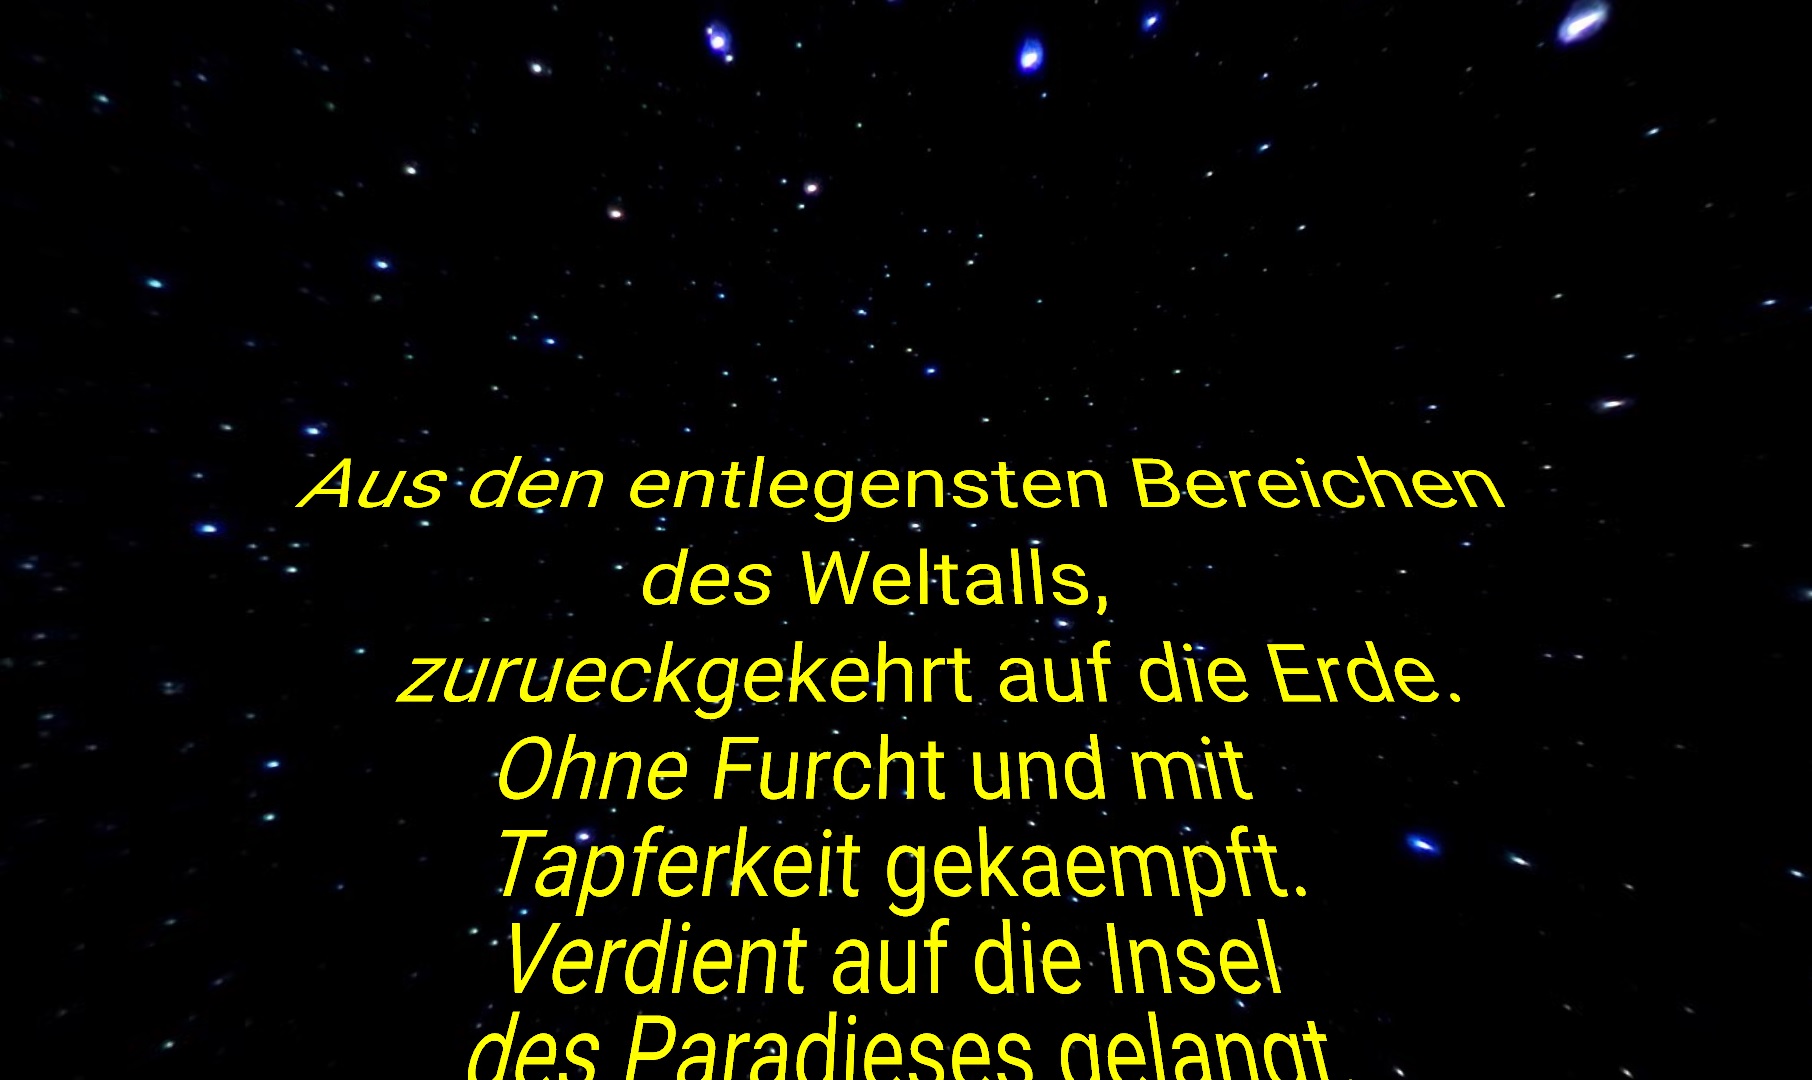 Aus den entlegensten Bereichen
des Weltalls,
zurueckgekehrt auf die Erde.
Ohne Furcht und mit
Tapferkeit gekaempft.
Verdient auf die Insel
des Paradieses gelangt.